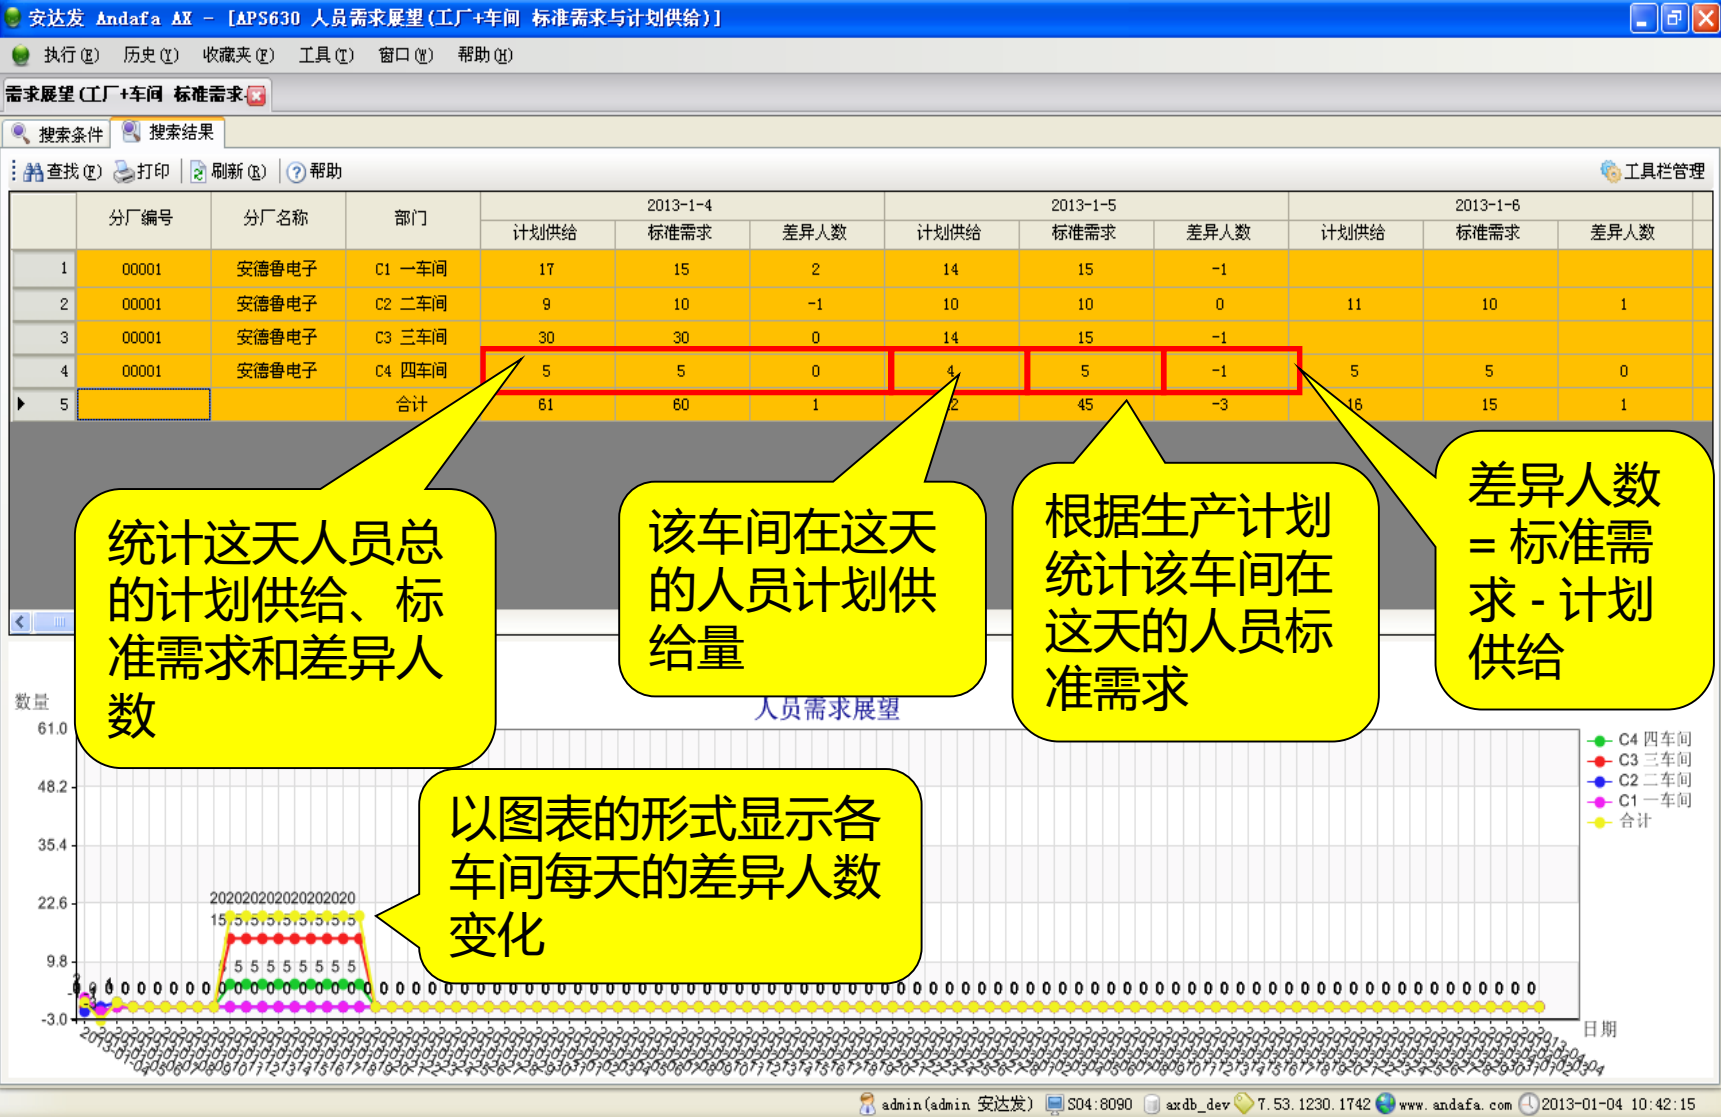 安达发 Andafa AX - [APS630 人员需求展望(工厂+车间 标准需求与计划供给)]
执行(E) 历史(Y) 收藏夹(F) 工具(T) 窗口(W) 帮助(H)
需求展望(工厂+车间 标准需求
搜索条件 搜索结果
查找(F) 打印 刷新(R) 帮助 工具栏管理
分厂编号 分厂名称 部门 2013-1-4 2013-1-5 2013-1-6
计划供给 标准需求 差异人数 计划供给 标准需求 差异人数 计划供给 标准需求 差异人数
1 00001 安德鲁电子 C1 一车间 17 15 2 14 15 -1
2 00001 安德鲁电子 C2 二车间 9 10 -1 10 10 0 11 10 1
3 00001 安德鲁电子 C3 三车间 30 30 0 14 15 -1
4 00001 安德鲁电子 C4 四车间 5 5 0 4 5 -1 5 5 0
5 合计 61 60 1 2 45 -3 16 15 1
统计这天人员总
的计划供给、标
准需求和差异人
数
该车间在这天
的人员计划供
给量
根据生产计划
统计该车间在
这天的人员标
准需求
差异人数
= 标准需
求 - 计划
供给
人员需求展望
数量
61.0
48.2
35.4
22.6
9.8
-3.0
C4 四车间
C3 三车间
C2 二车间
C1 一车间
合计
以图表的形式显示各
车间每天的差异人数
变化
202020202020202020
5 5 5 5 5 5 5 5
日期
admin(admin 安达发) S04:8090 axdb_dev 7.53.1230.1742 www.andafa.com 2013-01-04 10:42:15